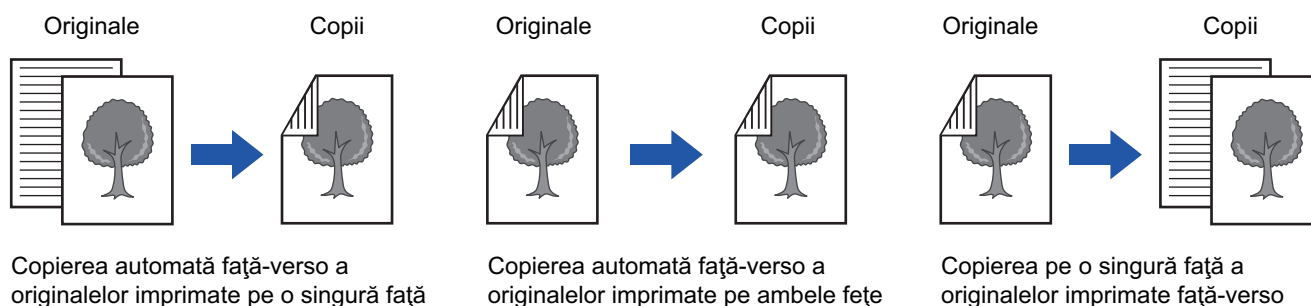 Originale
Copii
Originale
Copii
Originale
Copii
Copierea automată faţă-verso a
originalelor imprimate pe o singură faţă
Copierea automată faţă-verso a
originalelor imprimate pe ambele feţe
Copierea pe o singură faţă a
originalelor imprimate faţă-verso